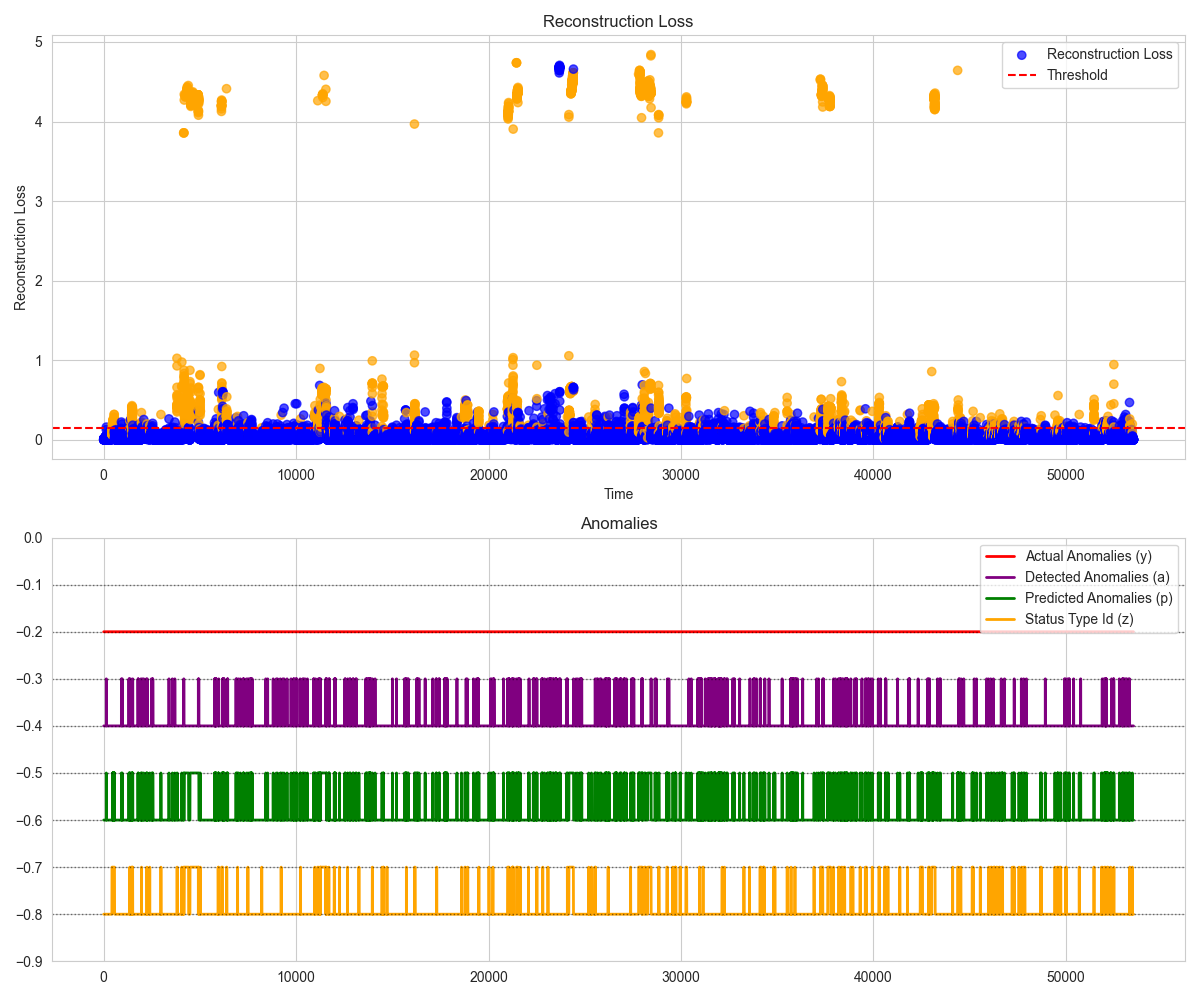 Reconstruction Loss
5
4
3
2
1
0
Reconstruction Loss
Reconstruction Loss
Threshold
0 10000 20000 30000 40000 50000
Time
Anomalies
0.0
−0.1
−0.2
−0.3
−0.4
−0.5
−0.6
−0.7
−0.8
−0.9
Actual Anomalies (y)
Detected Anomalies (a)
Predicted Anomalies (p)
Status Type Id (z)
0 10000 20000 30000 40000 50000